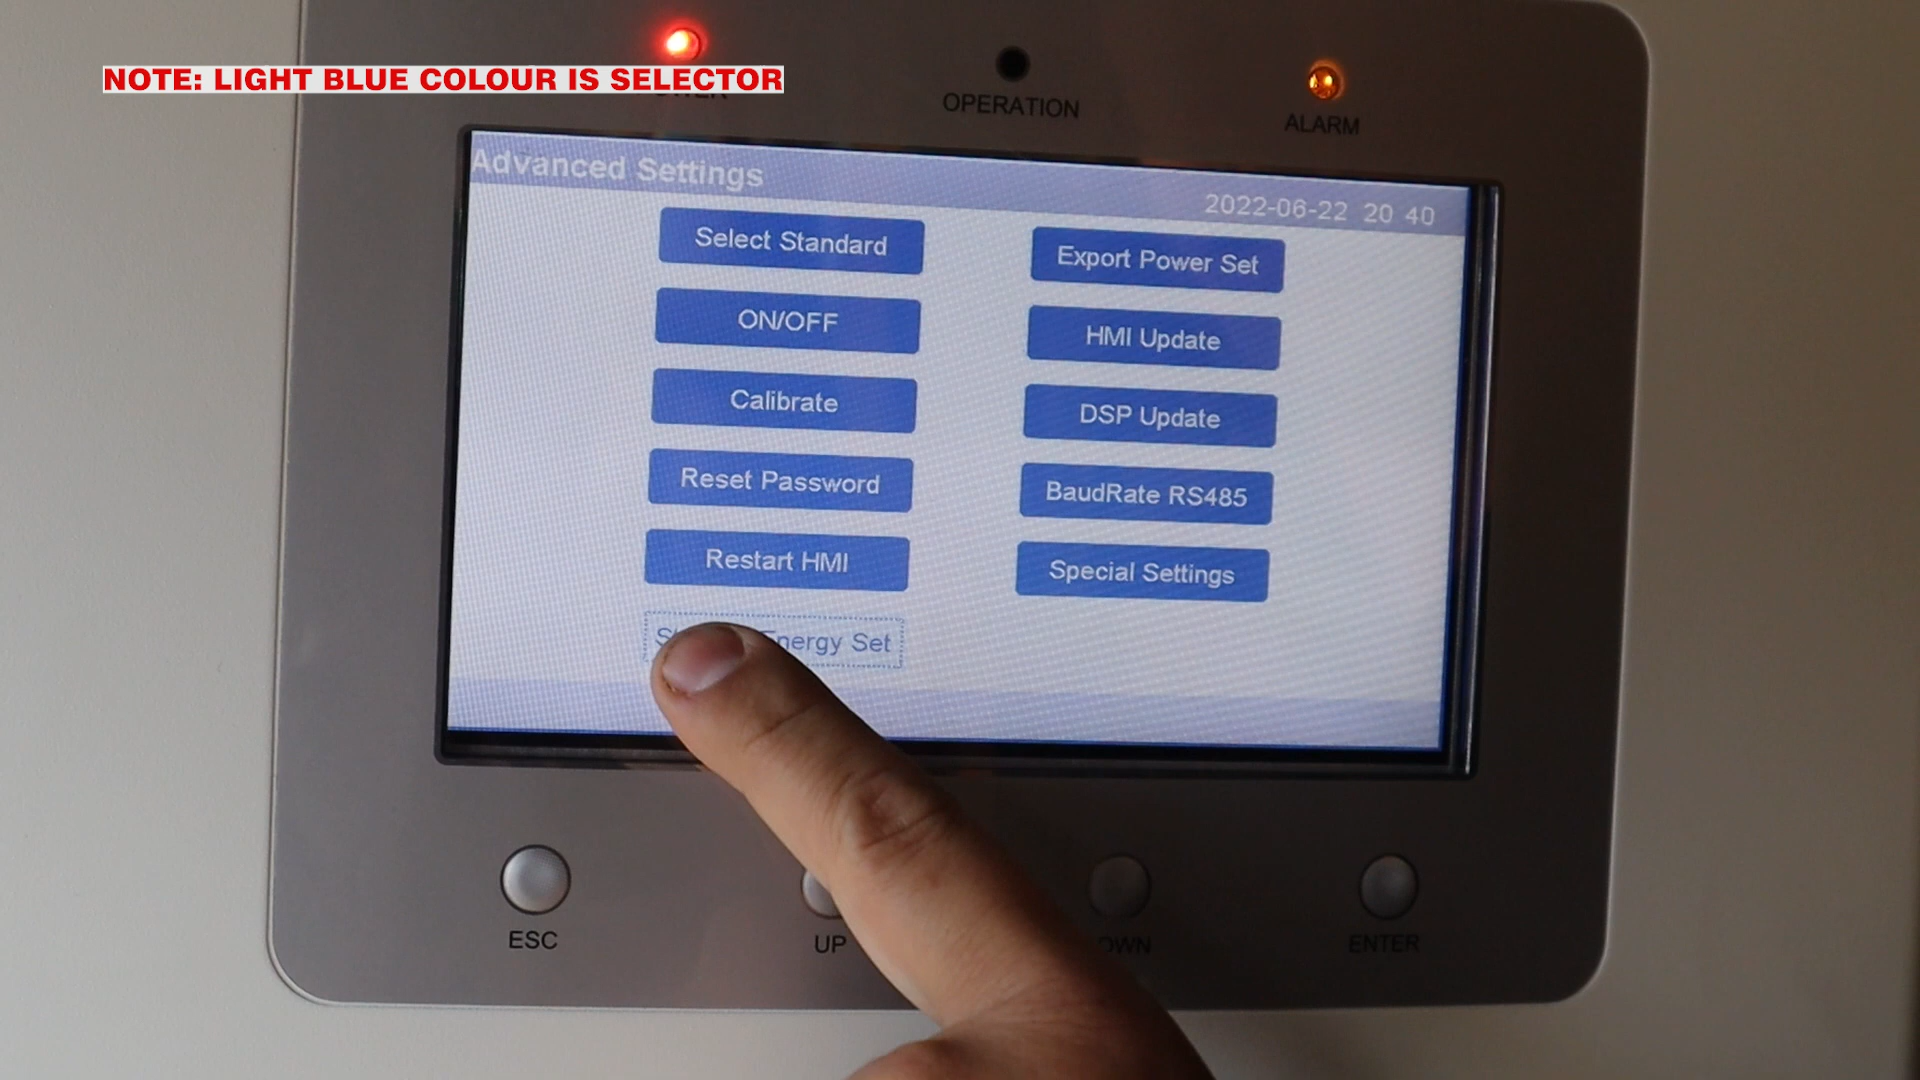 NOTE: LIGHT BLUE COLOUR IS SELECTOR
OPERATION
ALARM
Advanced Settings
2022-06-22 20 40
Select Standard
Export Power Set
ON/OFF
HMI Update
Calibrate
DSP Update
Reset Password
BaudRate RS485
Restart HMI
Special Settings
Energy Set
ESC
UP
ENTER